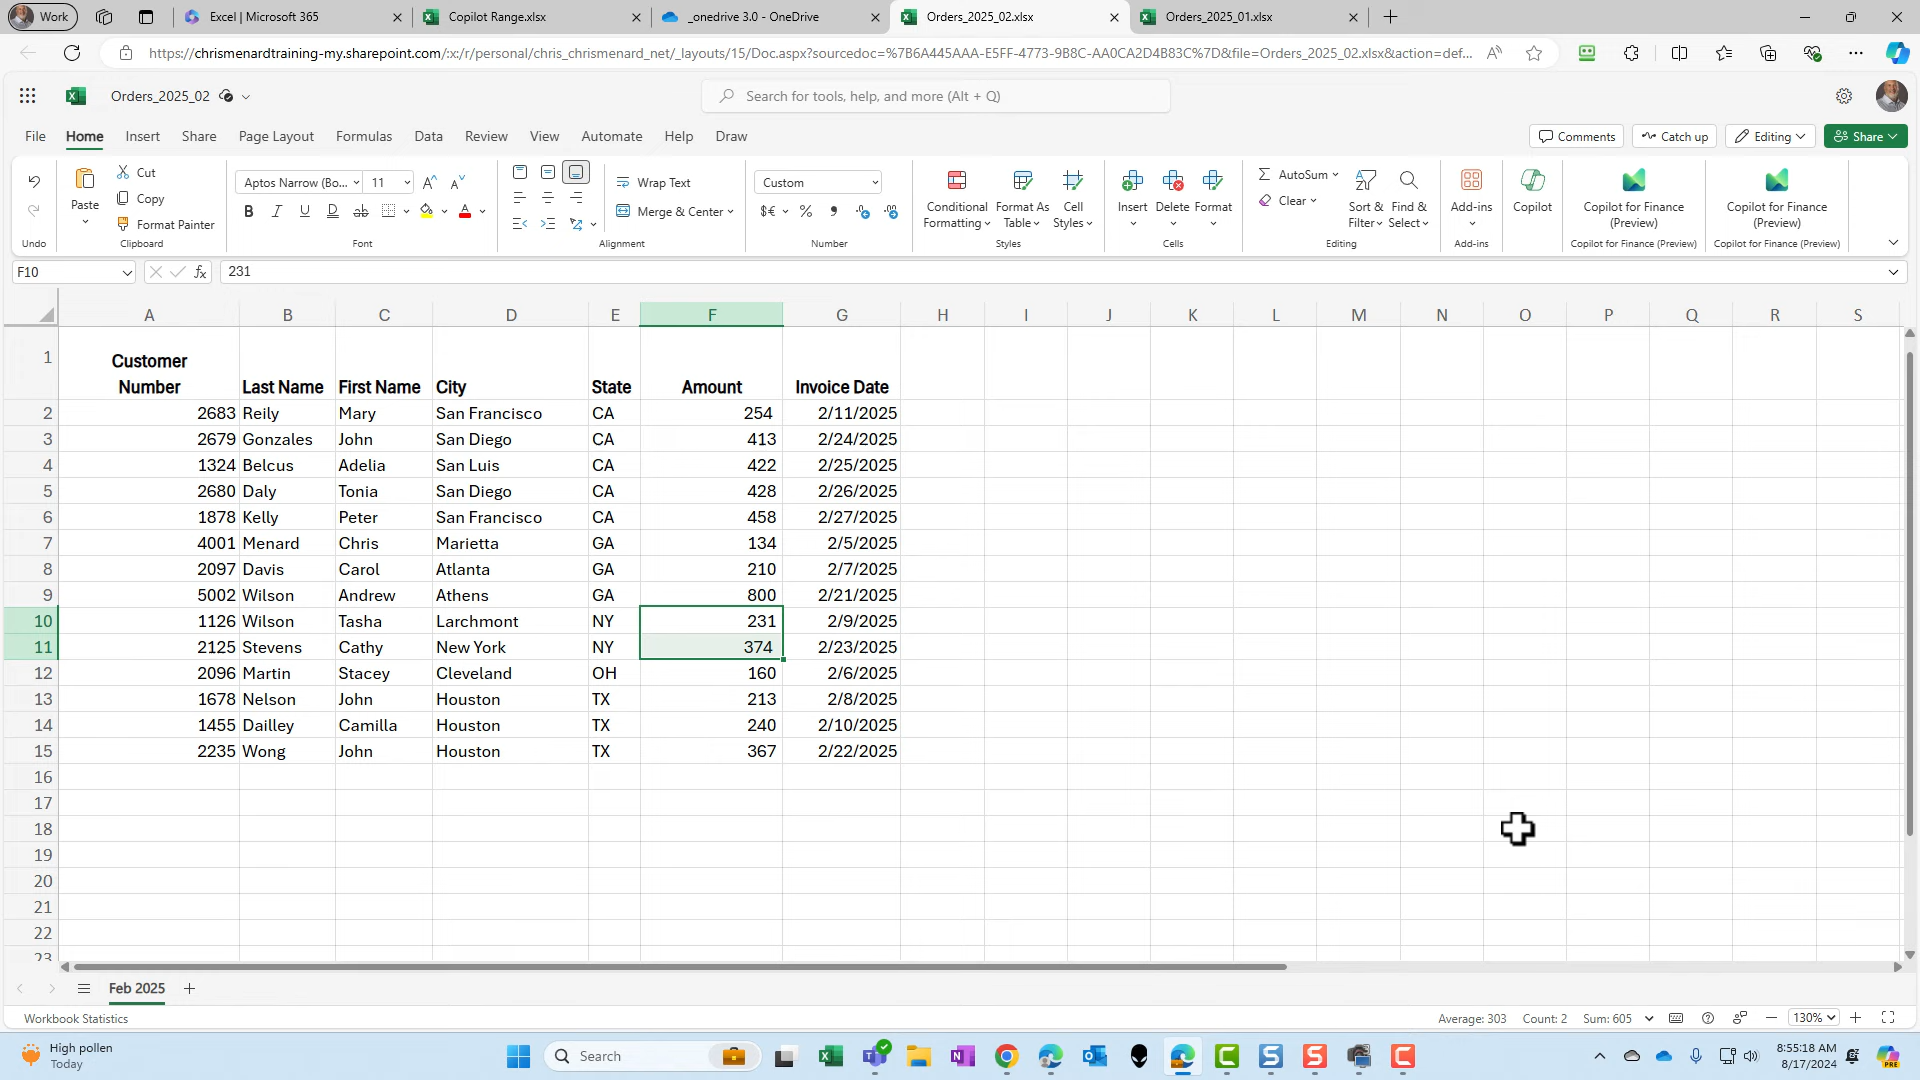 Work
Excel | Microsoft 365
Copilot Range.xlsx
_onedrive 3.0 - OneDrive
Orders_2025_02.xlsx
Orders_2025_01.xlsx
https://chrismenardtraining-my.sharepoint.com/:x:/r/personal/chris_chrismenard_net/_layouts/15/Doc.aspx?sourcedoc=%7B6A445AAA-E5FF-4773-9B8C-AA0CA2D4B83C%7D&file=Orders_2025_02.xlsx&action=def...
Orders_2025_02
Search for tools, help, and more (Alt + Q)
File Home Insert Share Page Layout Formulas Data Review View Automate Help Draw
Comments Catch up Editing Share
Paste Cut Copy Format Painter
Aptos Narrow (Bo... 11
B I U D ab A
Wrap Text
Merge & Center
Custom
$€ % 9
Conditional Formatting
Format As Table
Cell Styles
Insert Delete Format
AutoSum
Clear
Sort & Filter
Find & Select
Add-ins
Copilot
Copilot for Finance (Preview)
Copilot for Finance (Preview)
Undo Clipboard Font Alignment Number Styles Cells Editing Add-ins Copilot for Finance (Preview) Copilot for Finance (Preview)
F10 fx 231
A B C D E F G H I J K L M N O P Q R S
1 Customer Number Last Name First Name City State Amount Invoice Date
2 2683 Reily Mary San Francisco CA 254 2/11/2025
3 2679 Gonzales John San Diego CA 413 2/24/2025
4 1324 Belcus Adelia San Luis CA 422 2/25/2025
5 2680 Daly Tonia San Diego CA 428 2/26/2025
6 1878 Kelly Peter San Francisco CA 458 2/27/2025
7 4001 Menard Chris Marietta GA 134 2/5/2025
8 2097 Davis Carol Atlanta GA 210 2/7/2025
9 5002 Wilson Andrew Athens GA 800 2/21/2025
10 1126 Wilson Tasha Larchmont NY 231 2/9/2025
11 2125 Stevens Cathy New York NY 374 2/23/2025
12 2096 Martin Stacey Cleveland OH 160 2/6/2025
13 1678 Nelson John Houston TX 213 2/8/2025
14 1455 Dailley Camilla Houston TX 240 2/10/2025
15 2235 Wong John Houston TX 367 2/22/2025
16
17
18
19
20
21
22
23
Feb 2025
Workbook Statistics Average: 303 Count: 2 Sum: 605 130%
High pollen
Today
Search
8:55:18 AM
8/17/2024
PRE